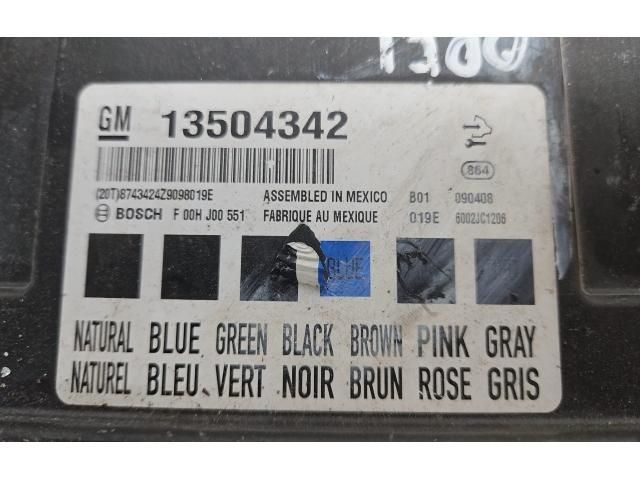 1300
GM 13504342
864
(20T)8743424Z9098019E ASSEMBLED IN MEXICO B01 090408
BOSCH F 00H J00 551 FABRIQUE AU MEXIQUE 019E 6002JC1206
BLUE
NATURAL BLUE GREEN BLACK BROWN PINK GRAY
NATUREL BLEU VERT NOIR BRUN ROSE GRIS